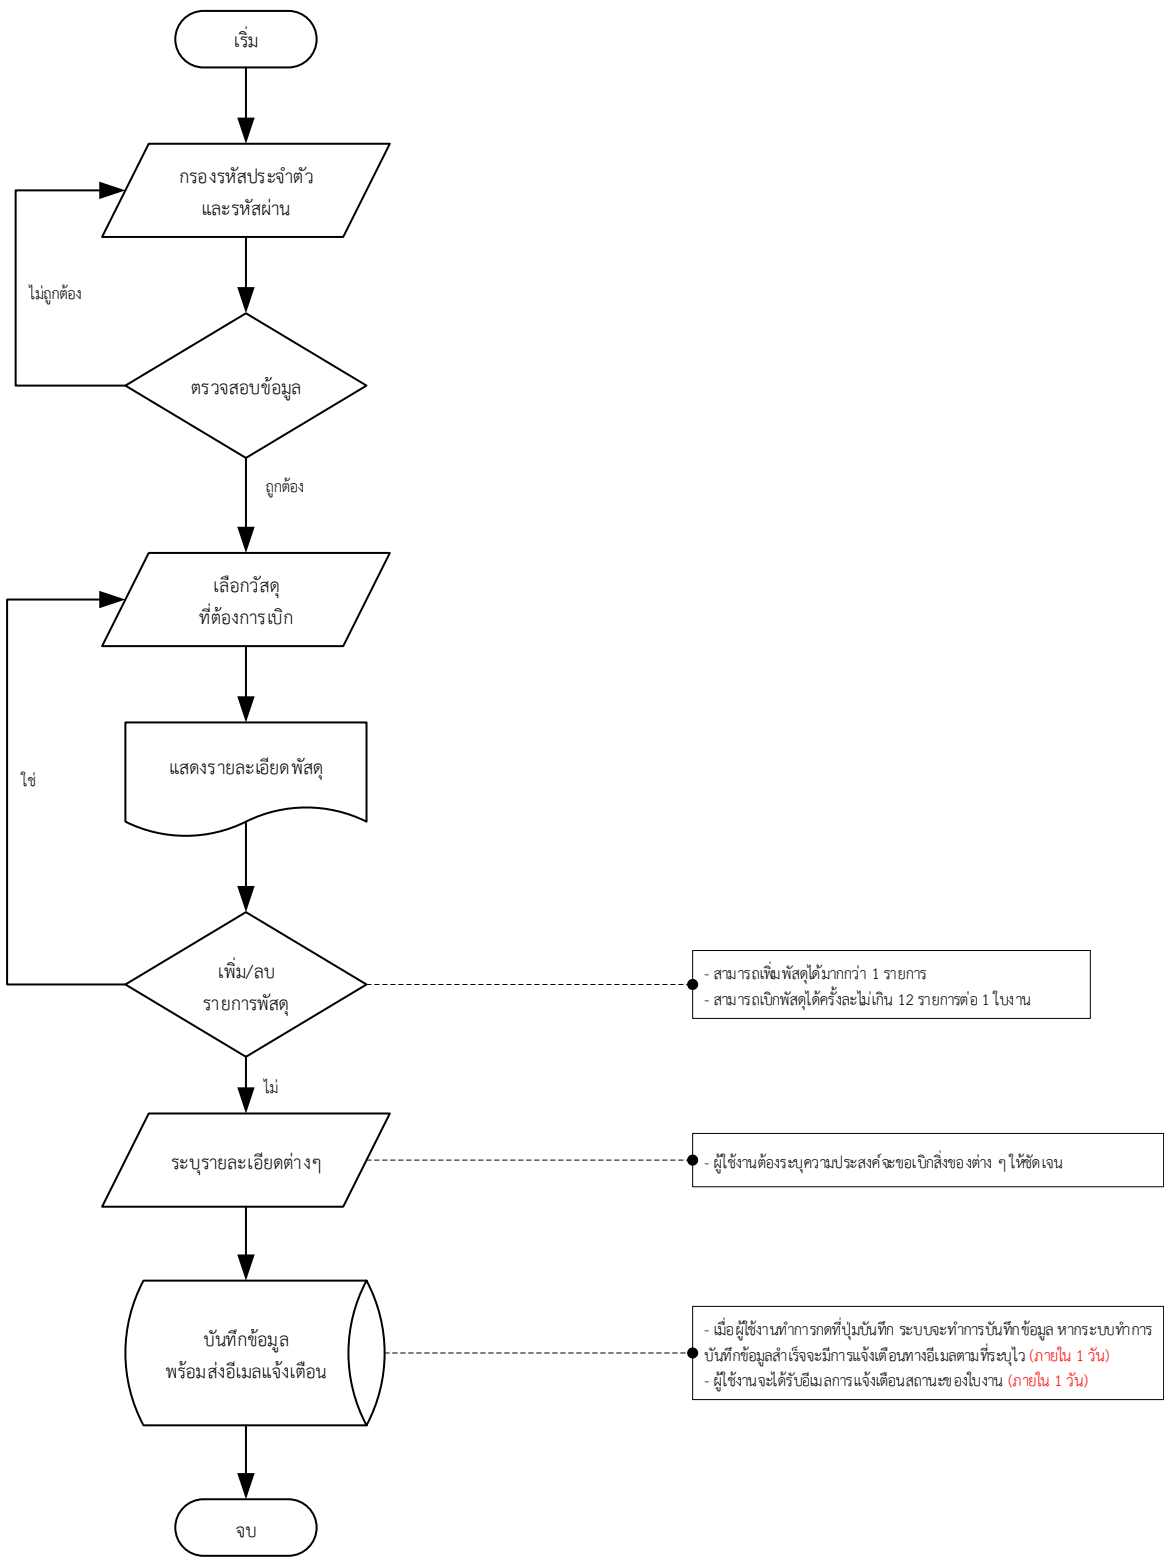 เริ่ม
กรองรหัสประจำตัว
และรหัสผ่าน
ไม่ถูกต้อง
ตรวจสอบข้อมูล
ถูกต้อง
เลือกวัสดุ
ที่ต้องการเบิก
แสดงรายละเอียดพัสดุ
ใช่
เพิ่ม/ลบ
รายการพัสดุ
- สามารถเพิ่มพัสดุได้มากกว่า 1 รายการ
- สามารถเบิกพัสดุได้ครั้งละไม่เกิน 12 รายการต่อ 1 ใบงาน
ไม่
ระบุรายละเอียดต่างๆ
- ผู้ใช้งานต้องระบุความประสงค์จะขอเบิกสิ่งของต่าง ๆ ให้ชัดเจน
บันทึกข้อมูล
พร้อมส่งอีเมลแจ้งเตือน
- เมื่อผู้ใช้งานทำการกดที่ปุ่มบันทึก ระบบจะทำการบันทึกข้อมูล หากระบบทำการ
บันทึกข้อมูลสำเร็จจะมีการแจ้งเตือนทางอีเมลตามที่ระบุไว (ภายใน 1 วัน)
- ผู้ใช้งานจะได้รับอีเมลการแจ้งเตือนสถานะของใบงาน (ภายใน 1 วัน)
จบ